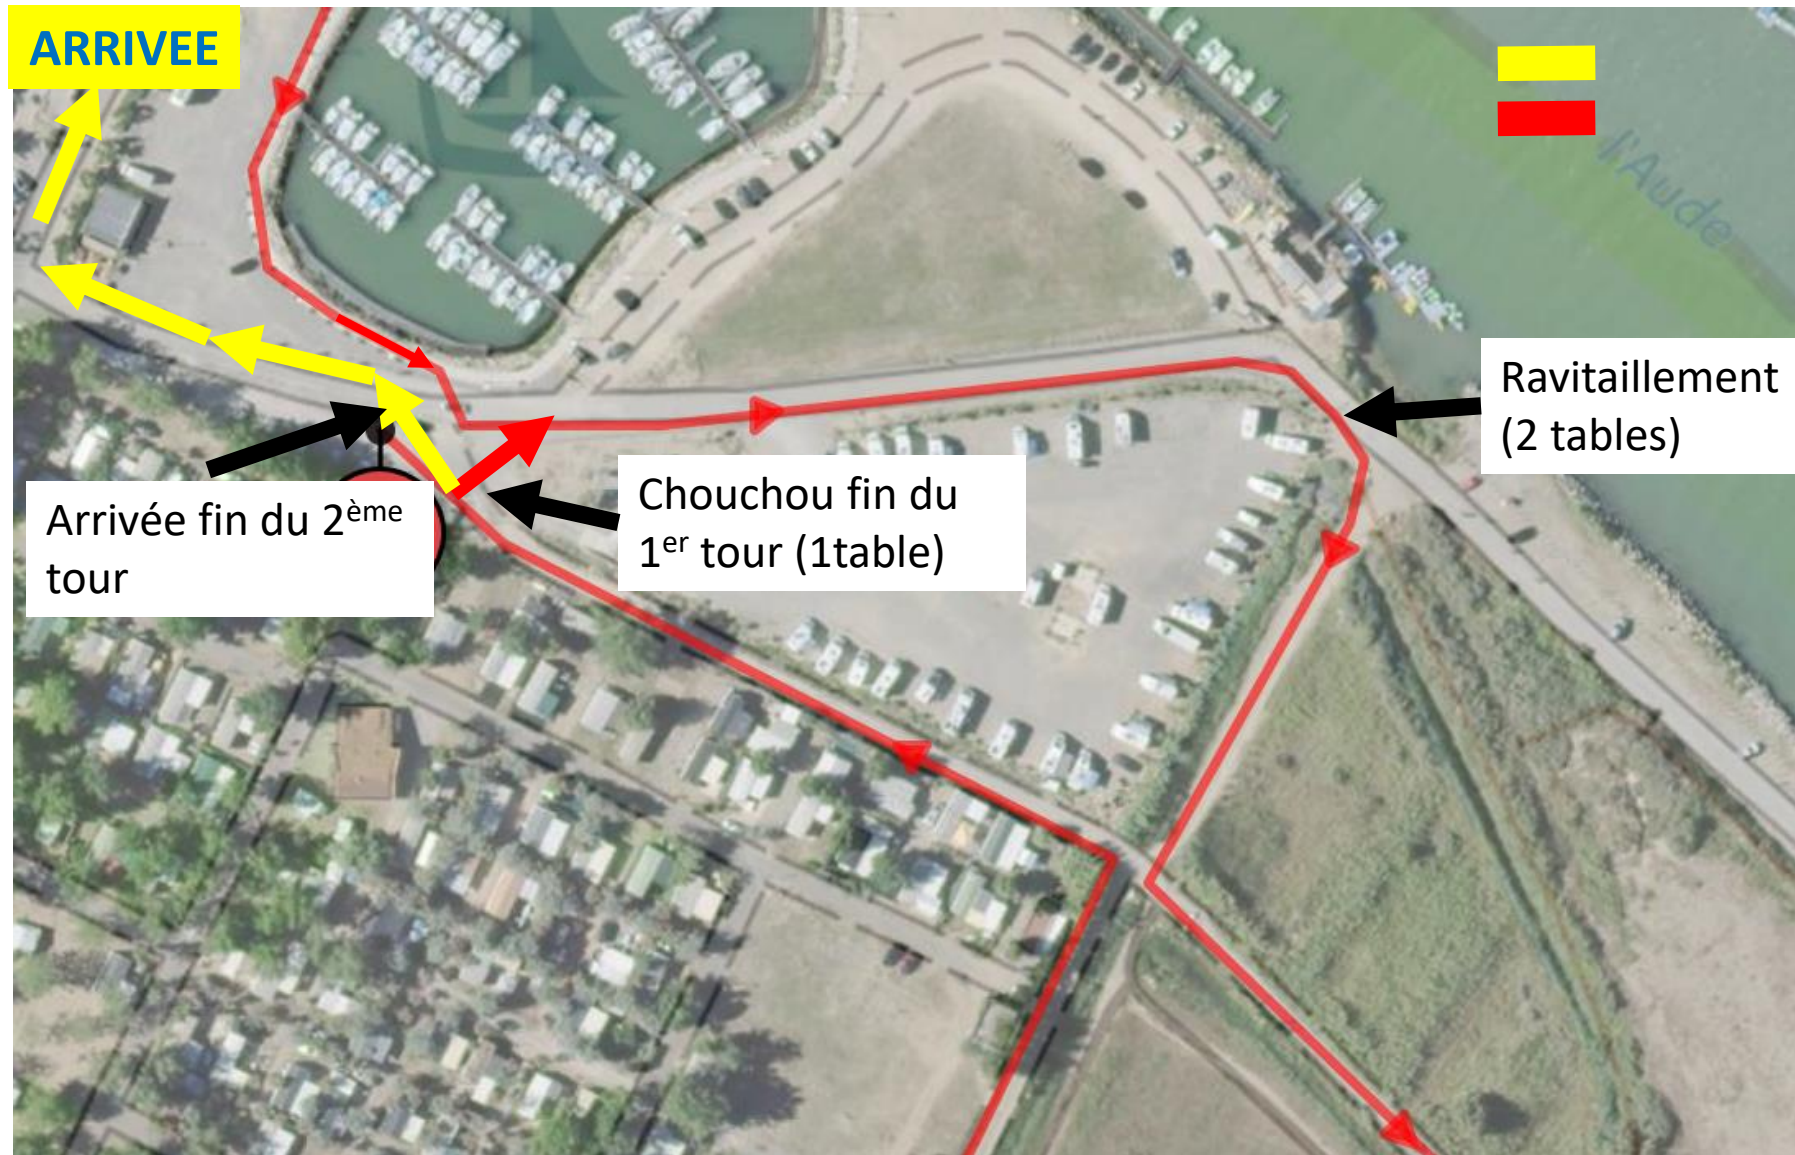 ARRIVEE
l'Aude
Ravitaillement
(2 tables)
Chouchou fin du
1er tour (1table)
Arrivée fin du 2ème
tour